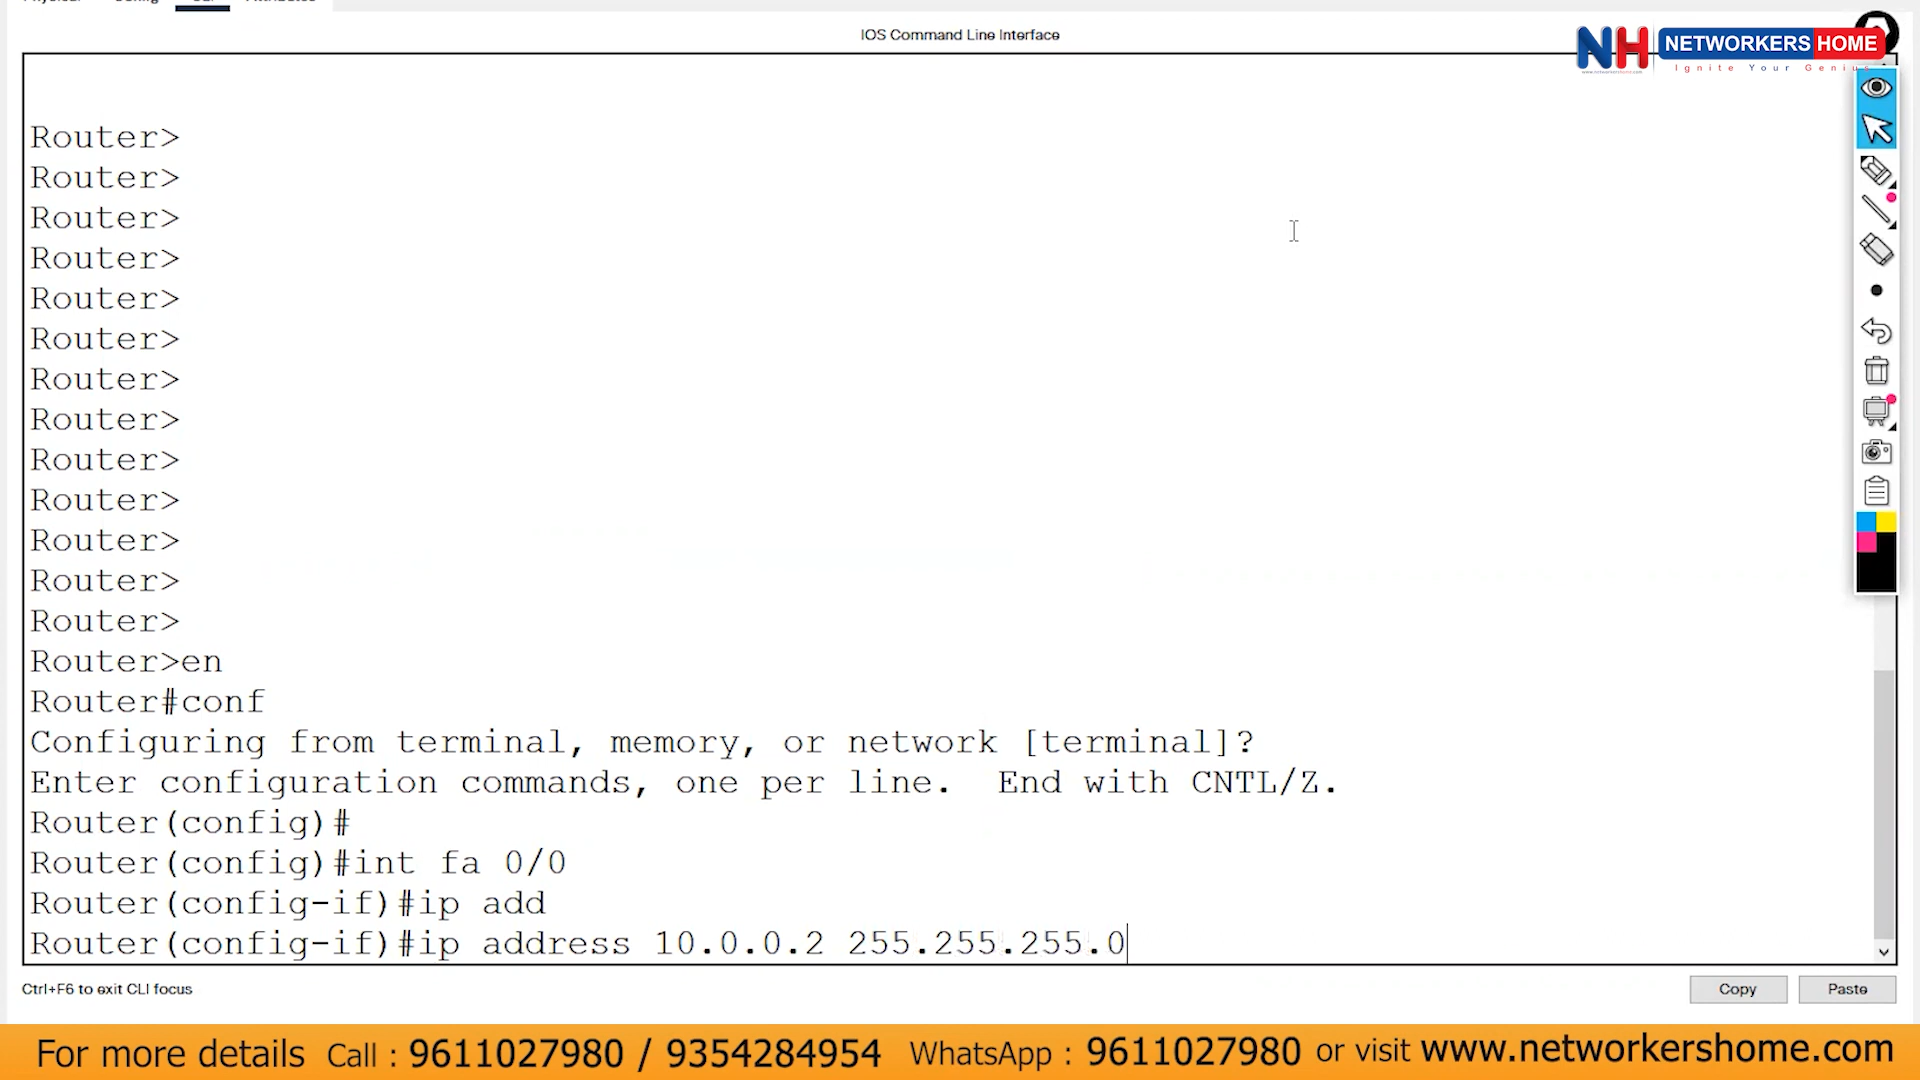 IOS Command Line Interface
NH NETWORKERS HOME
Ignite Your Genius
Router>
Router>
Router>
Router>
Router>
Router>
Router>
Router>
Router>
Router>
Router>
Router>
Router>
Router>en
Router#conf
Configuring from terminal, memory, or network [terminal]?
Enter configuration commands, one per line.  End with CNTL/Z.
Router(config)#
Router(config)#int fa 0/0
Router(config-if)#ip add
Router(config-if)#ip address 10.0.0.2 255.255.255.0
Ctrl+F6 to exit CLI focus
Copy
Paste
For more details Call : 9611027980 / 9354284954 WhatsApp : 9611027980 or visit www.networkershome.com